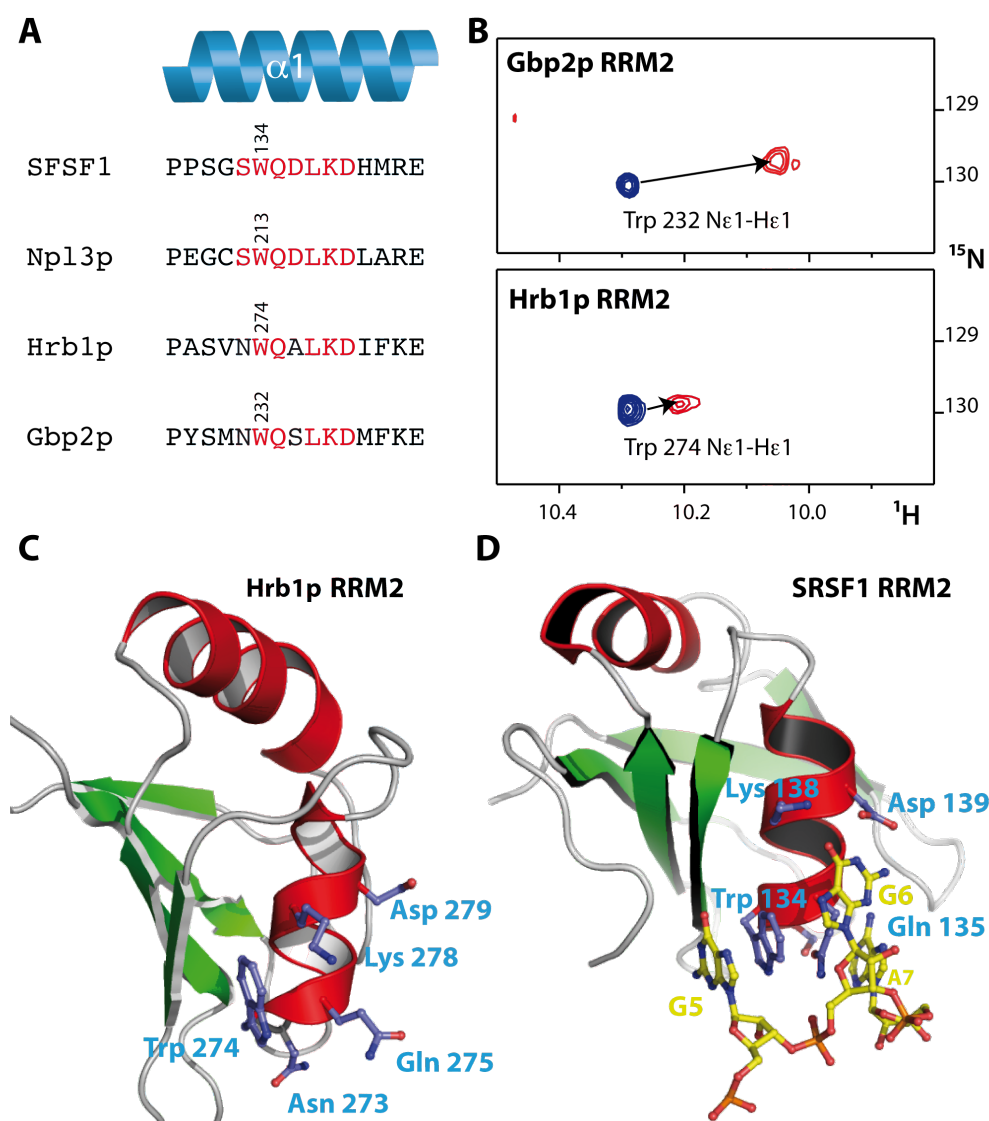 A
α1
134
SFSF1 PPSGSWQDLKDHMRE
213
Npl3p PEGCSWQDLKDLARE
274
Hrb1p PASVNWQALKDIFKE
232
Gbp2p PYSMNWQSLKDMFKE
B
Gbp2p RRM2
129
130
Trp 232 Nε1-Hε1
15N
Hrb1p RRM2
129
130
Trp 274 Nε1-Hε1
10.4 10.2 10.0 1H
C
Hrb1p RRM2
Asp 279
Lys 278
Trp 274
Gln 275
Asn 273
D
SRSF1 RRM2
Lys 138
Asp 139
Trp 134
G6
Gln 135
A7
G5